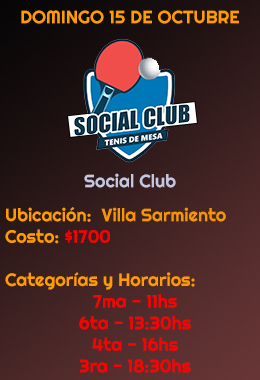 DOMINGO 15 DE OCTUBRE
SOCIAL CLUB
TENIS DE MESA
Social Club
Ubicación: Villa Sarmiento
Costo: $1700
Categorías y Horarios:
7ma - 11hs
6ta - 13:30hs
4ta - 16hs
3ra - 18:30hs